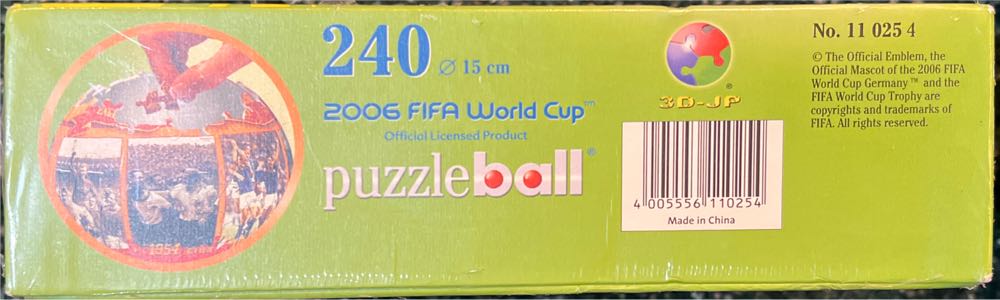 1954
240 ⌀ 15 cm
2006 FIFA World Cup™
Official Licensed Product
puzzleball®
®
3D-JP
4 005556 110254
Made in China
No. 11 025 4
© The Official Emblem, the
Official Mascot of the 2006 FIFA
World Cup Germany™ and the
FIFA World Cup Trophy are
copyrights and trademarks of
FIFA. All rights reserved.